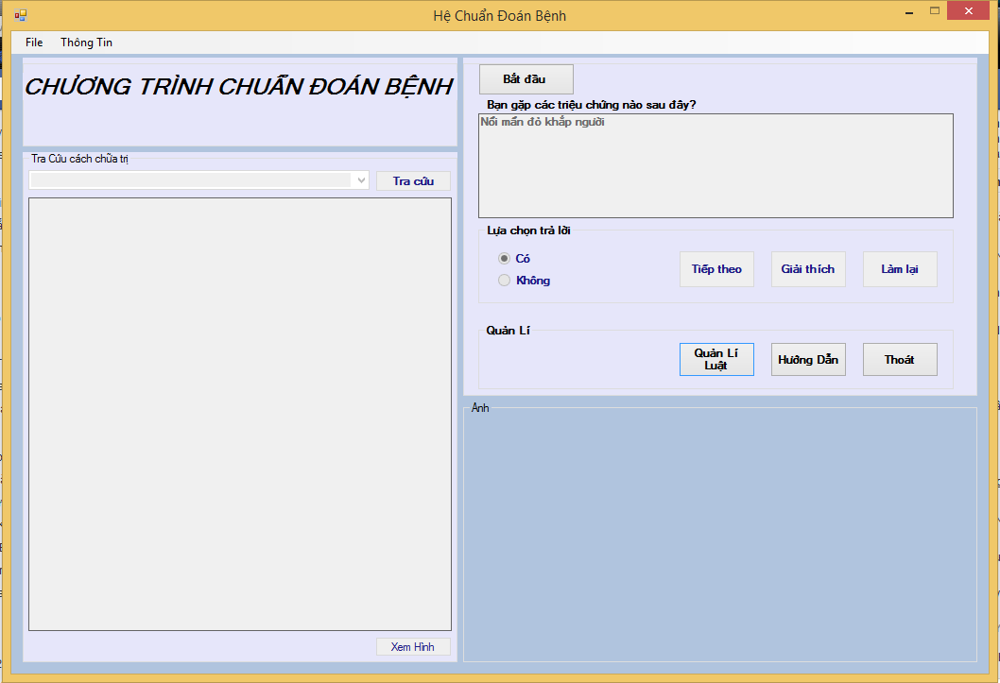 Hệ Chuẩn Đoán Bệnh
File Thông Tin
CHƯƠNG TRÌNH CHUẨN ĐOÁN BỆNH
Tra Cứu cách chữa trị
Tra cứu
Xem Hình
Bắt đầu
Bạn gặp các triệu chứng nào sau đây?
Nổi mẩn đỏ khắp người
Lựa chọn trả lời
Có
Không
Tiếp theo Giải thích Làm lại
Quản Lí
Quản Lí
Luật
Hướng Dẫn Thoát
Ảnh